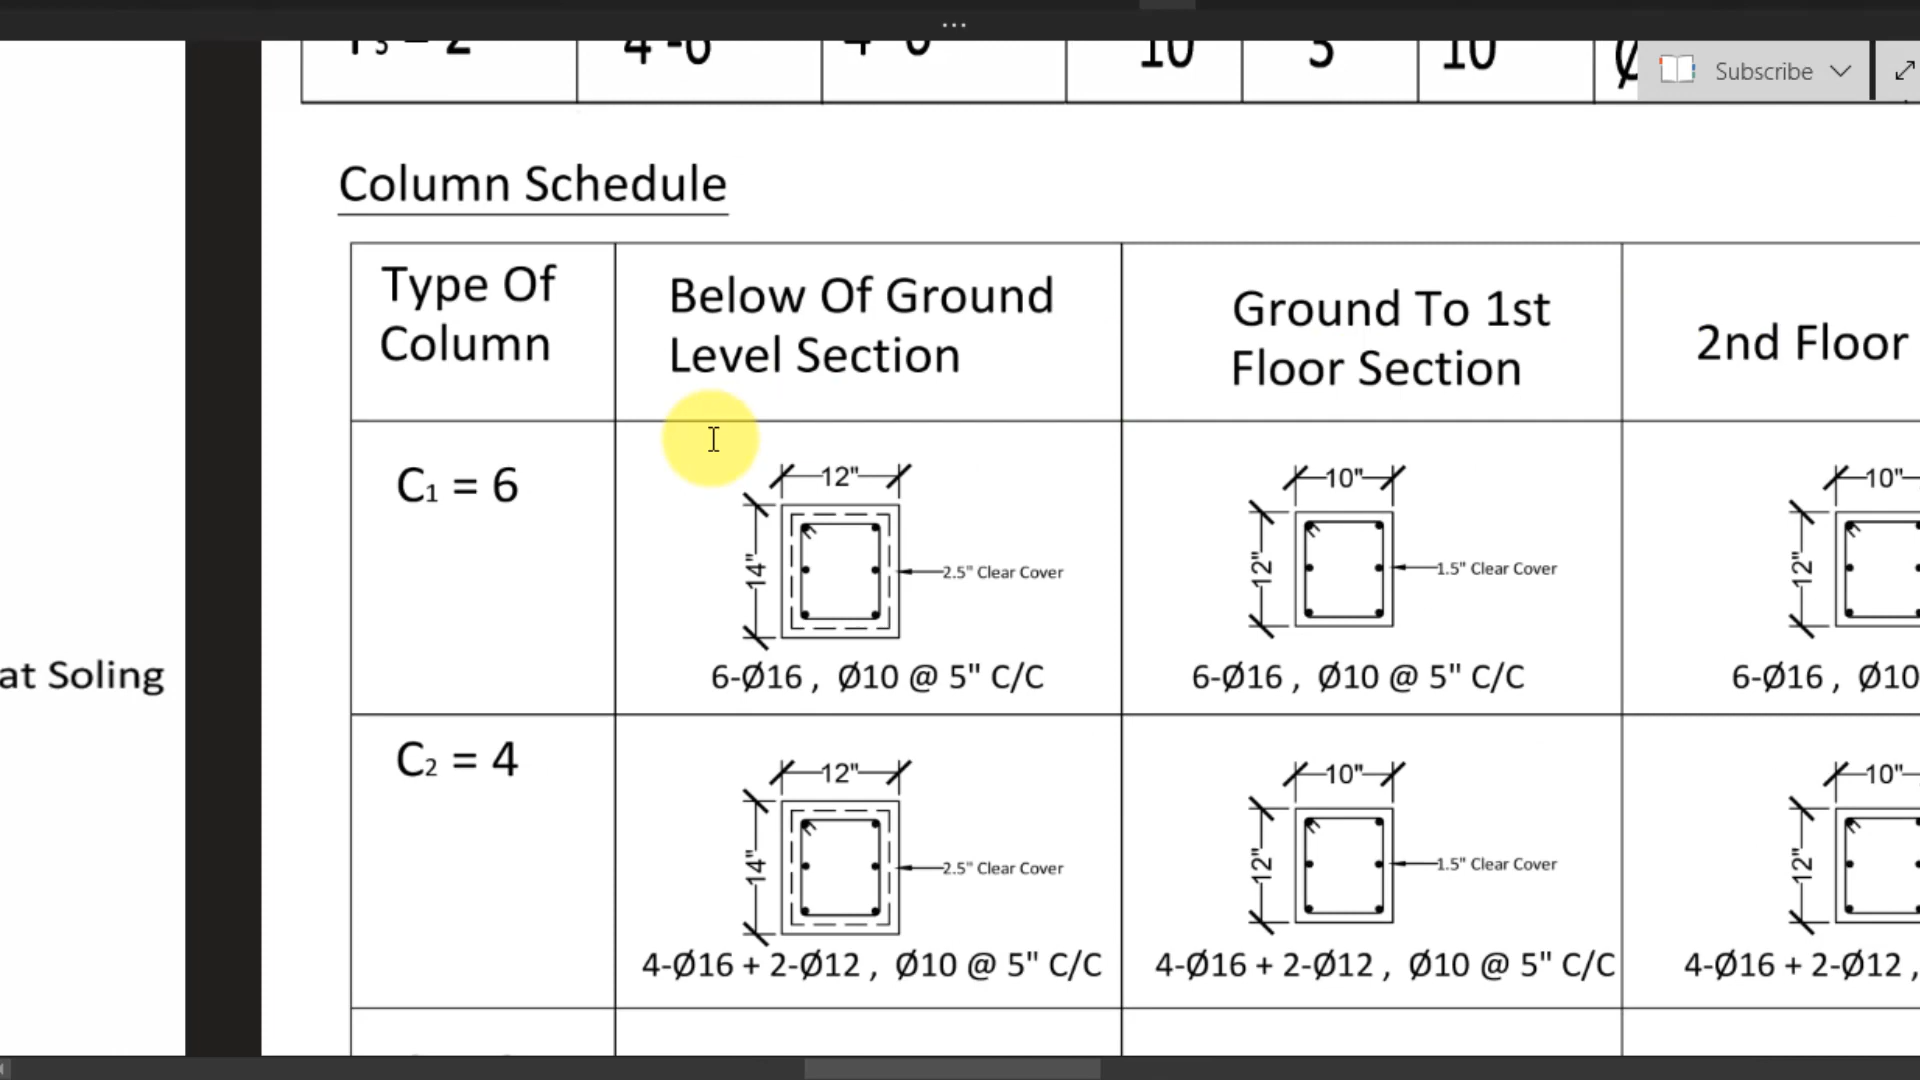 10 3 10
Subscribe
Column Schedule
Type Of
Column
Below Of Ground
Level Section
Ground To 1st
Floor Section
2nd Floor
C₁ = 6
12"
14"
2.5" Clear Cover
6-Ø16 , Ø10 @ 5" C/C
10"
12"
1.5" Clear Cover
6-Ø16 , Ø10 @ 5" C/C
10"
12"
6-Ø16 , Ø10
at Soling
C₂ = 4
12"
14"
2.5" Clear Cover
4-Ø16 + 2-Ø12 , Ø10 @ 5" C/C
10"
12"
1.5" Clear Cover
4-Ø16 + 2-Ø12 , Ø10 @ 5" C/C
10"
12"
4-Ø16 + 2-Ø12 ,